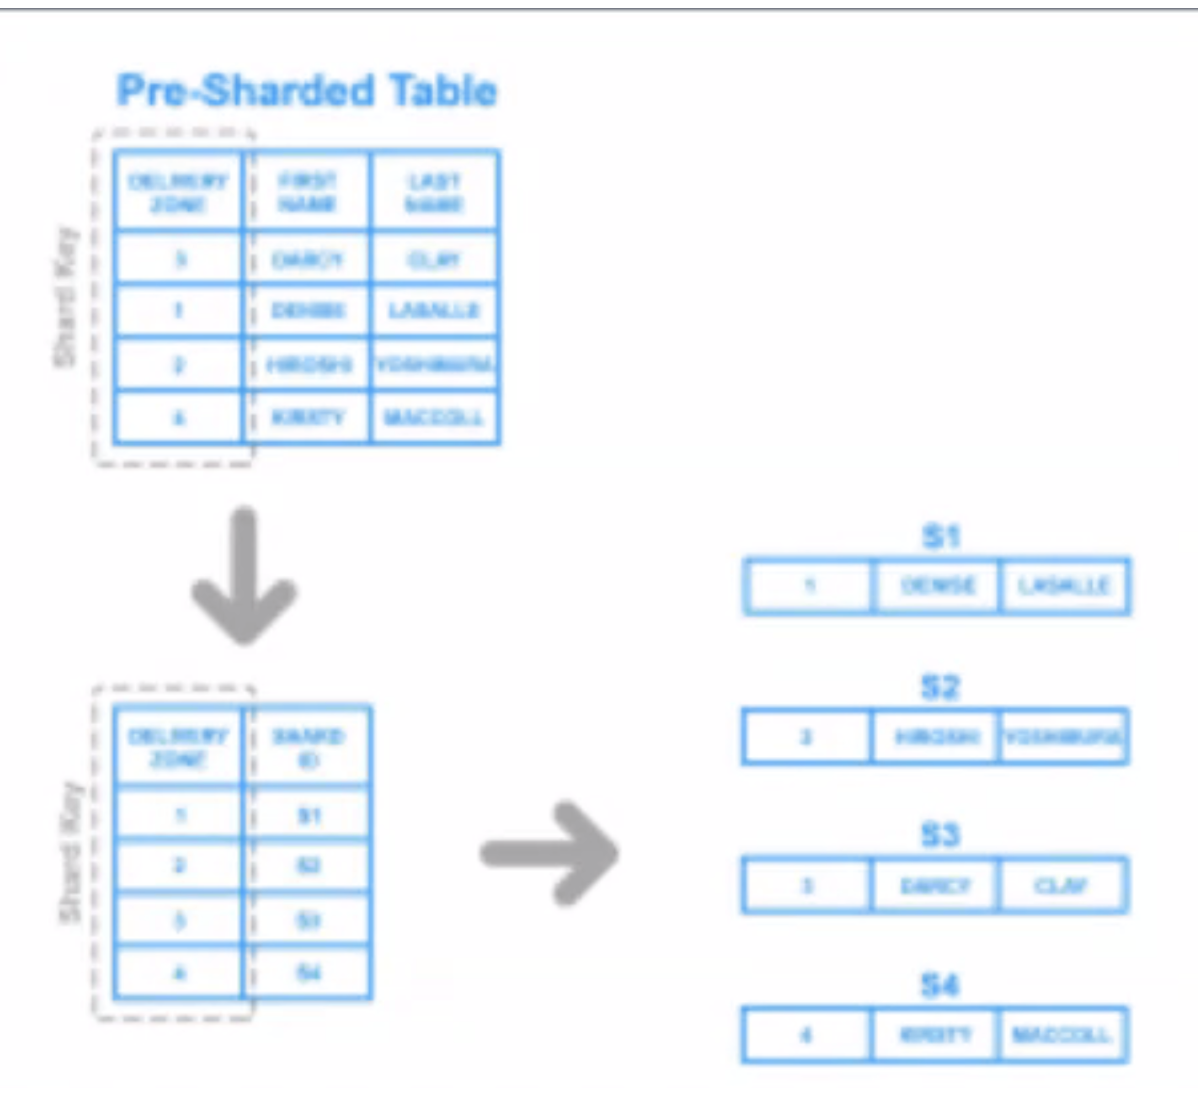 Pre-Sharded Table
Shard Key
DELIVERY ZONE FIRST NAME LAST NAME
3 DARCY CLAY
1 DENISE LASALLE
2 HIROSHI YOSHIMURA
4 KIRSTY MACCOLL
Shard Key
DELIVERY ZONE SHARD ID
1 S1
2 S2
3 S3
4 S4
S1
1 DENISE LASALLE
S2
2 HIROSHI YOSHIMURA
S3
3 DARCY CLAY
S4
4 KIRSTY MACCOLL